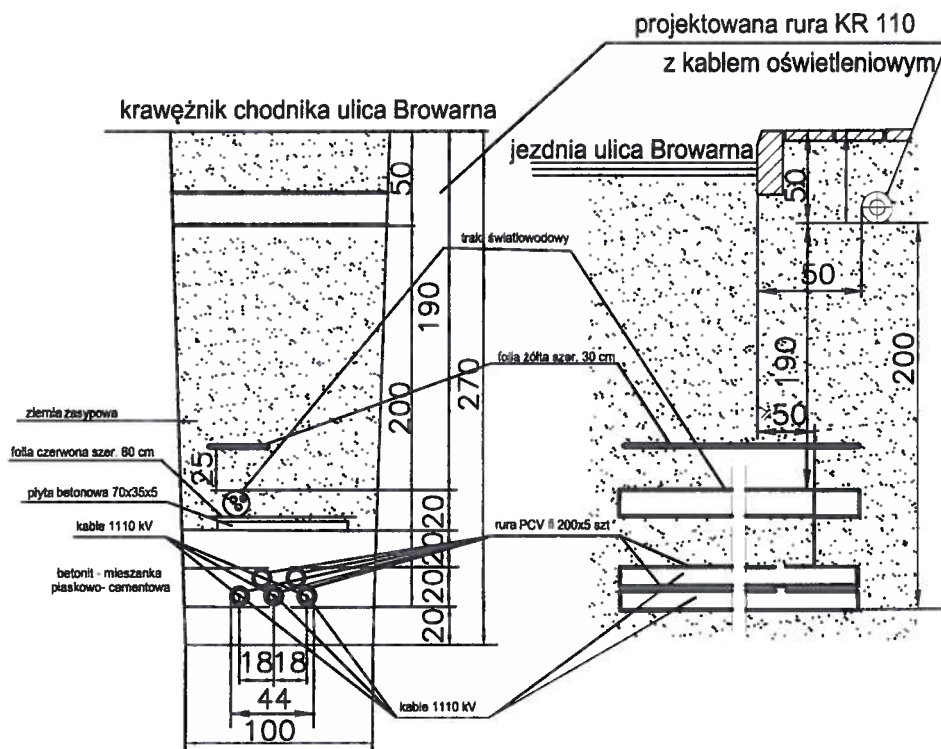 projektowana rura KR 110
z kablem oświetleniowym
krawężnik chodnika ulica Browarna
jezdnia ulica Browarna
50
50
trakt światłowodowy
50
190
190
200
270
200
folia żółta szer. 30 cm
50
ziemia zasypowa
folia czerwona szer. 60 cm
25
płyta betonowa 70x35x5
20
kable 1110 kV
rura PCV fi 200x5 szt
20
betonit - mieszanka
piaskowo- cementowa
20
20
18
18
44
kable 1110 kV
100